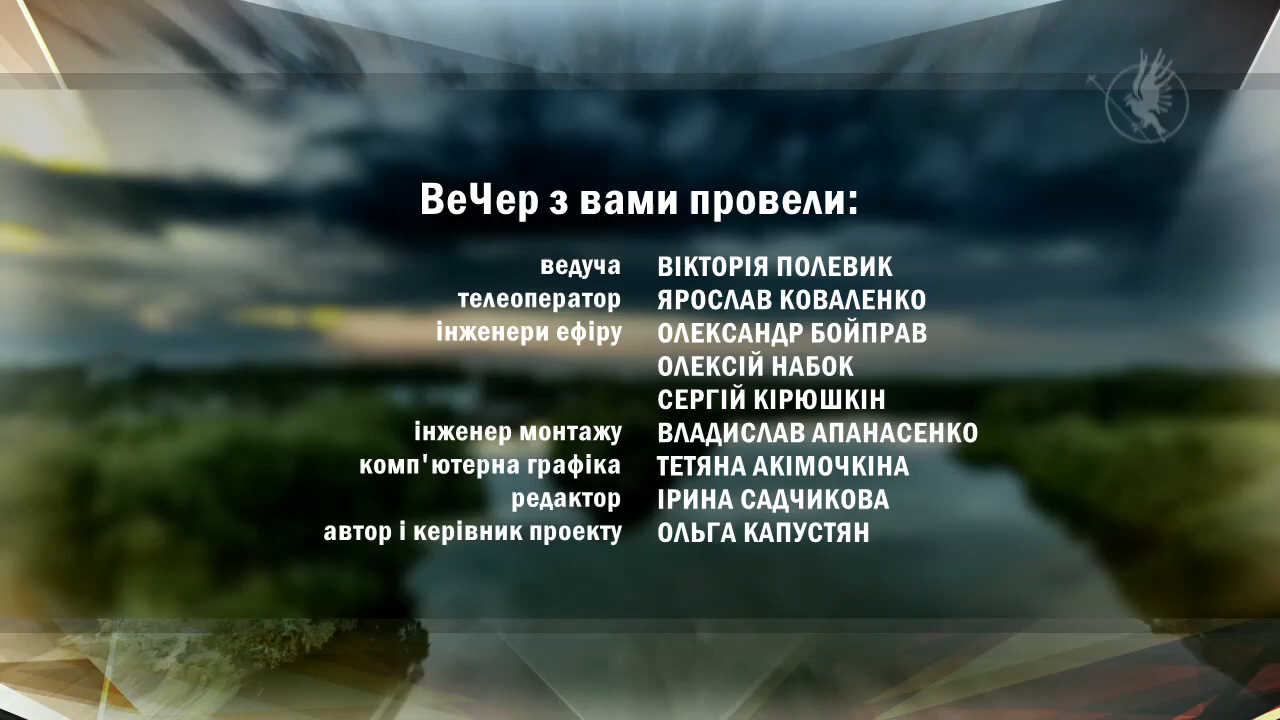 ВеЧер з вами провели:
ведуча ВІКТОРІЯ ПОЛЕВИК
телеоператор ЯРОСЛАВ КОВАЛЕНКО
інженери ефіру ОЛЕКСАНДР БОЙПРАВ
ОЛЕКСІЙ НАБОК
СЕРГІЙ КІРЮШКІН
інженер монтажу ВЛАДИСЛАВ АПАНАСЕНКО
комп'ютерна графіка ТЕТЯНА АКІМОЧКІНА
редактор ІРИНА САДЧИКОВА
автор і керівник проекту ОЛЬГА КАПУСТЯН